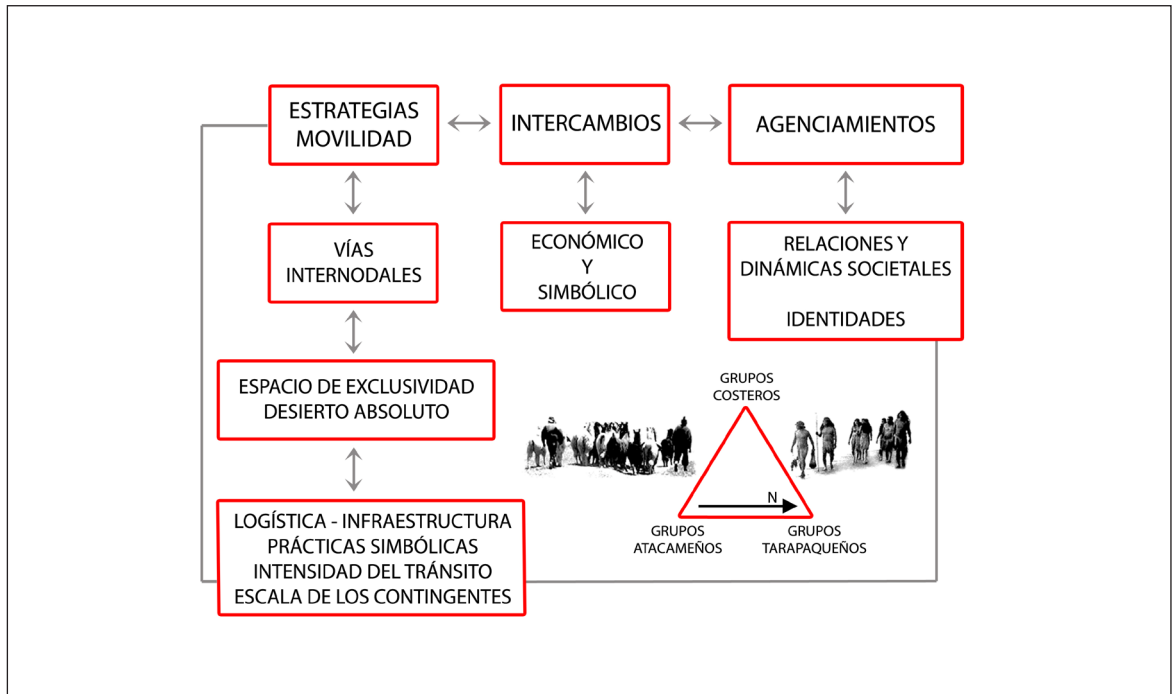 ESTRATEGIAS
MOVILIDAD
INTERCAMBIOS
AGENCIAMIENTOS
VÍAS
INTERNODALES
ECONÓMICO
Y
SIMBÓLICO
RELACIONES Y
DINÁMICAS SOCIETALES
IDENTIDADES
ESPACIO DE EXCLUSIVIDAD
DESIERTO ABSOLUTO
GRUPOS
COSTEROS
N
GRUPOS
ATACAMEÑOS
GRUPOS
TARAPAQUEÑOS
LOGÍSTICA - INFRAESTRUCTURA
PRÁCTICAS SIMBÓLICAS
INTENSIDAD DEL TRÁNSITO
ESCALA DE LOS CONTINGENTES